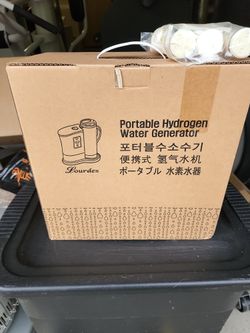 Portable Hydrogen
Water Generator
포터블수소수기
便携式 氢气水机
ポータブル 水素水器
Lourdes